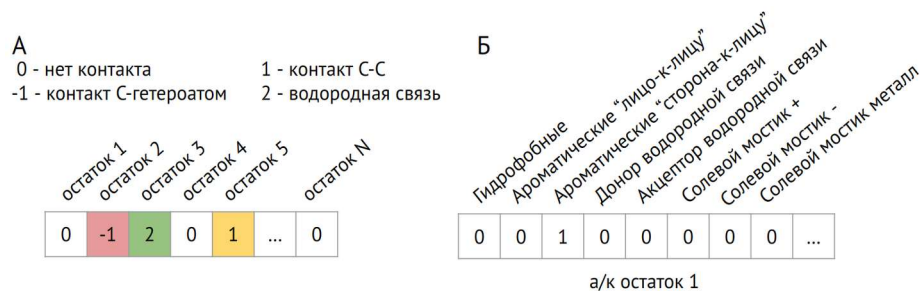 А
0 - нет контакта
1 - контакт С-С
-1 - контакт С-гетероатом
2 - водородная связь
остаток 1
остаток 2
остаток 3
остаток 4
остаток 5
остаток N
0 -1 2 0 1 ... 0
Б
Гидрофобные
Ароматические “лицо-к-лицу”
Ароматические “сторона-к-лицу”
Донор водородной связи
Акцептор водородной связи
Солевой мостик +
Солевой мостик -
Солевой мостик металл
0 0 1 0 0 0 0 0 ...
а/к остаток 1